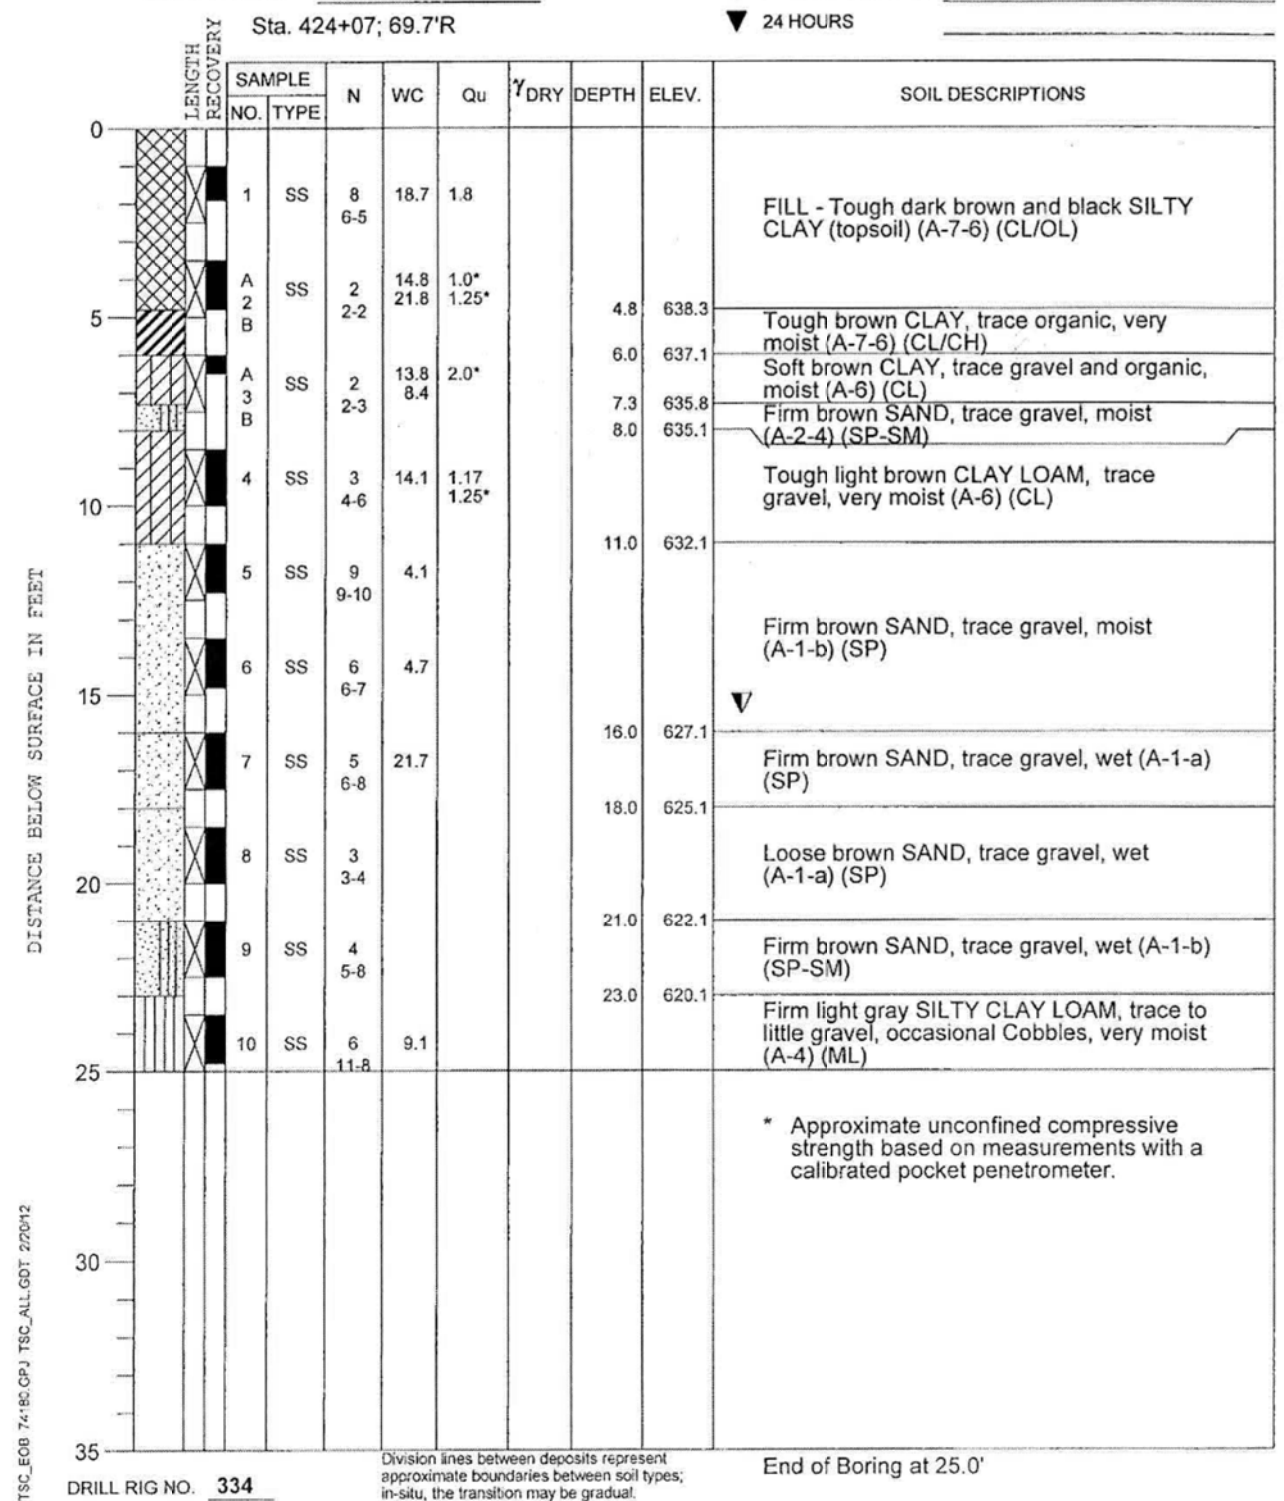 Sta. 424+07; 69.7'R
▼ 24 HOURS
LENGTH
RECOVERY
SAMPLE
NO. TYPE N WC Qu γDRY DEPTH ELEV. SOIL DESCRIPTIONS
0
1 SS 8 18.7 1.8
6-5
FILL - Tough dark brown and black SILTY
CLAY (topsoil) (A-7-6) (CL/OL)
A 14.8 1.0*
2 SS 2 21.8 1.25*
B 2-2
4.8 638.3
5
Tough brown CLAY, trace organic, very
moist (A-7-6) (CL/CH)
6.0 637.1
A 13.8 2.0*
3 SS 2 8.4
B 2-3
Soft brown CLAY, trace gravel and organic,
moist (A-6) (CL)
7.3 635.8
Firm brown SAND, trace gravel, moist
(A-2-4) (SP-SM)
8.0 635.1
4 SS 3 14.1 1.17
4-6 1.25*
Tough light brown CLAY LOAM, trace
gravel, very moist (A-6) (CL)
10
11.0 632.1
5 SS 9 4.1
9-10
Firm brown SAND, trace gravel, moist
(A-1-b) (SP)
6 SS 6 4.7
6-7
15
16.0 627.1
7 SS 5 21.7
6-8
Firm brown SAND, trace gravel, wet (A-1-a)
(SP)
18.0 625.1
8 SS 3
3-4
Loose brown SAND, trace gravel, wet
(A-1-a) (SP)
20
21.0 622.1
9 SS 4
5-8
Firm brown SAND, trace gravel, wet (A-1-b)
(SP-SM)
23.0 620.1
10 SS 6 9.1
11-8
Firm light gray SILTY CLAY LOAM, trace to
little gravel, occasional Cobbles, very moist
(A-4) (ML)
25
* Approximate unconfined compressive
strength based on measurements with a
calibrated pocket penetrometer.
30
35
DISTANCE BELOW SURFACE IN FEET
TSC_EOB 74180.GPJ TSC_ALL.GDT 2/20/12
DRILL RIG NO. 334
Division lines between deposits represent
approximate boundaries between soil types;
in-situ, the transition may be gradual.
End of Boring at 25.0'